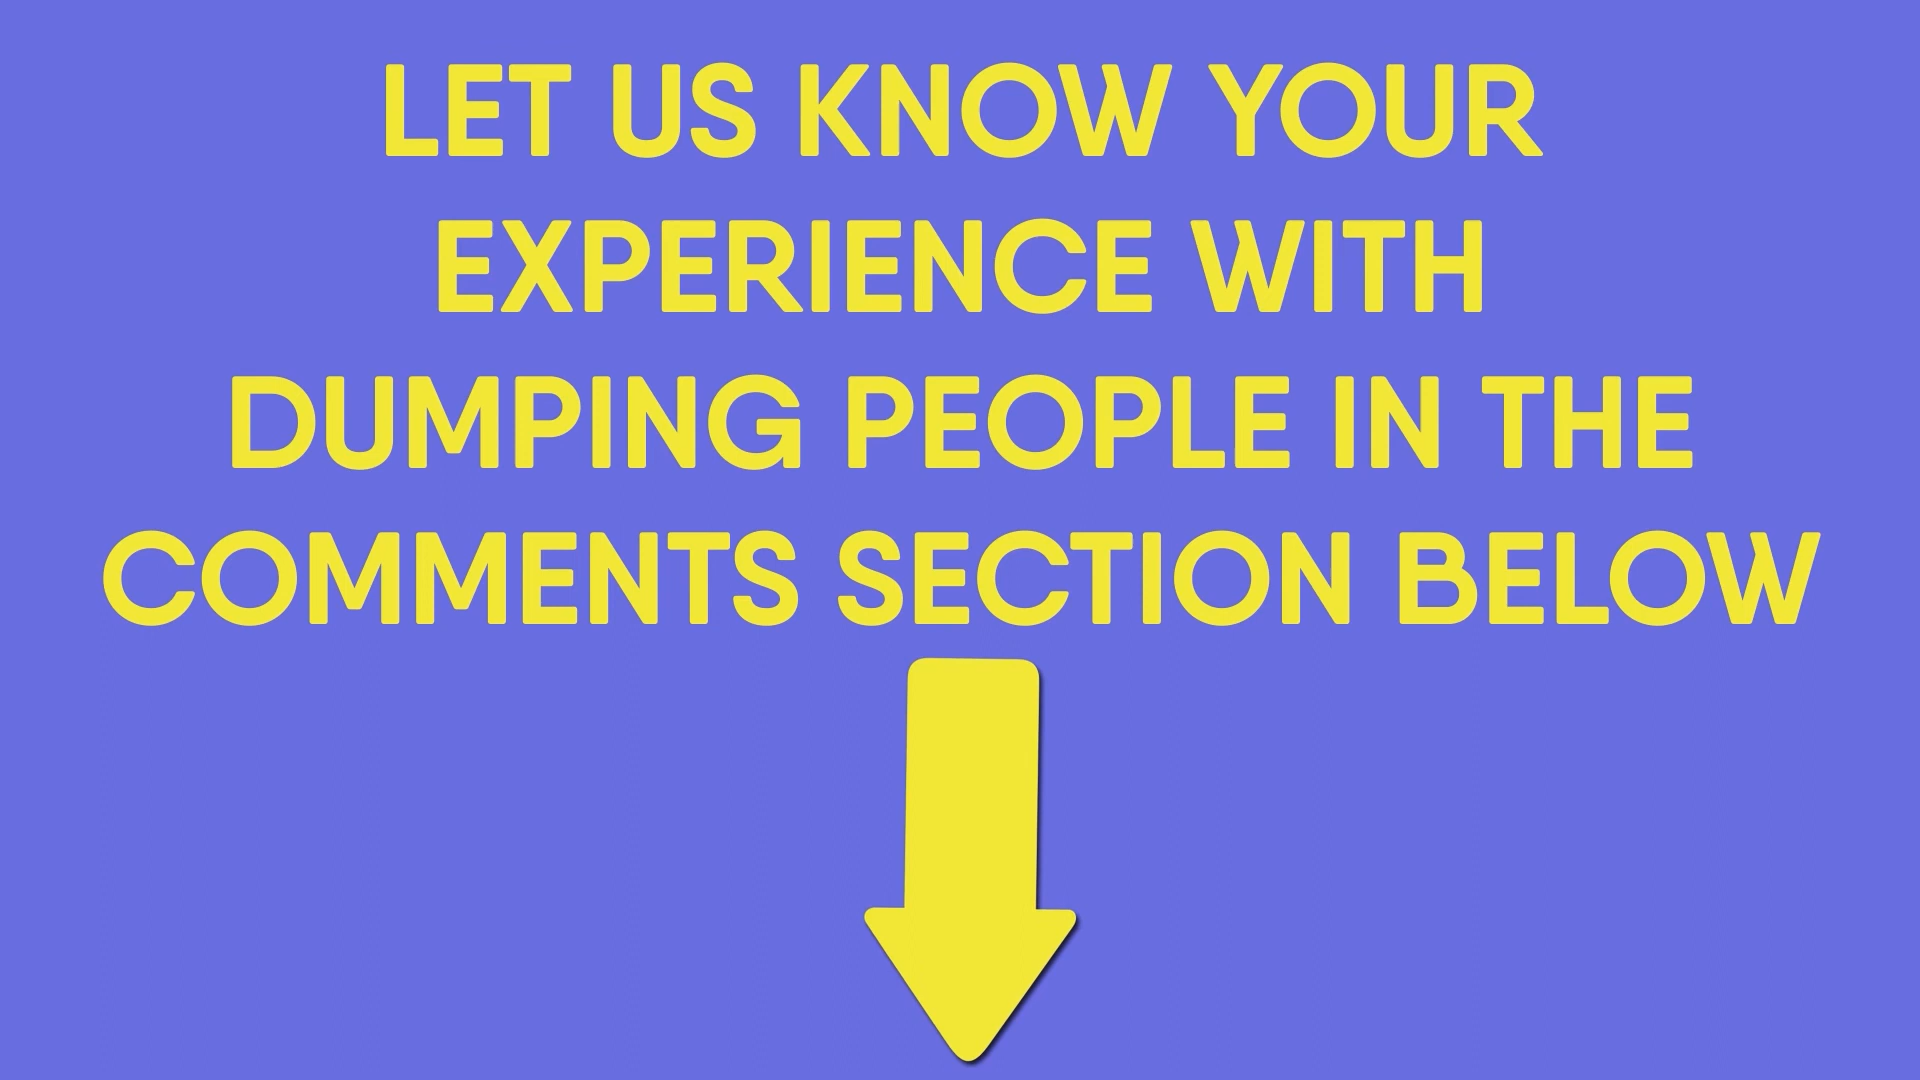 LET US KNOW YOUR
EXPERIENCE WITH
DUMPING PEOPLE IN THE
COMMENTS SECTION BELOW